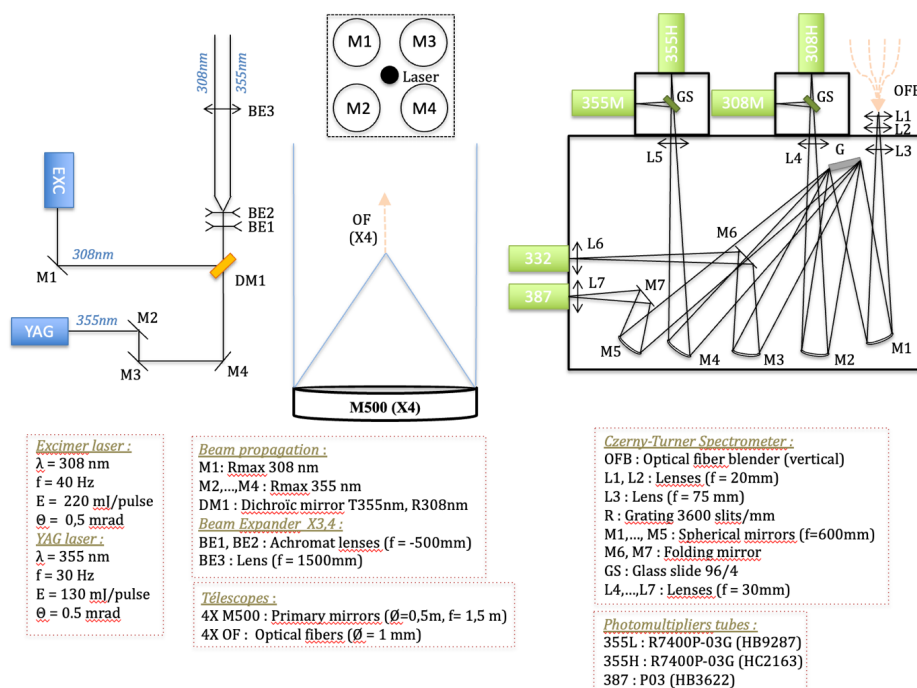 308nm
355nm
BE3
EXC
BE2
BE1
308nm
M1
DM1
355nm
M2
YAG
M3
M4
M1
M3
Laser
M2
M4
OF
(X4)
M500 (X4)
355H
308H
355M
GS
308M
GS
OFB
L1
L2
L5
L4
G
L3
M6
L6
332
L7
M7
387
M5
M4
M3
M2
M1
Excimer laser :
λ = 308 nm
f = 40 Hz
E = 220 mJ/pulse
Θ = 0,5 mrad
YAG laser :
λ = 355 nm
f = 30 Hz
E = 130 mJ/pulse
Θ = 0.5 mrad
Beam propagation :
M1: Rmax 308 nm
M2,...,M4 : Rmax 355 nm
DM1 : Dichroïc mirror T355nm, R308nm
Beam Expander X3,4 :
BE1, BE2 : Achromat lenses (f = -500mm)
BE3 : Lens (f = 1500mm)
Télescopes :
4X M500 : Primary mirrors (Ø=0,5m, f= 1,5 m)
4X OF : Optical fibers (Ø = 1 mm)
Czerny-Turner Spectrometer :
OFB : Optical fiber blender (vertical)
L1, L2 : Lenses (f = 20mm)
L3 : Lens (f = 75 mm)
R : Grating 3600 slits/mm
M1,..., M5 : Spherical mirrors (f=600mm)
M6, M7 : Folding mirror
GS : Glass slide 96/4
L4,...,L7 : Lenses (f = 30mm)
Photomultipliers tubes :
355L : R7400P-03G (HB9287)
355H : R7400P-03G (HC2163)
387 : P03 (HB3622)